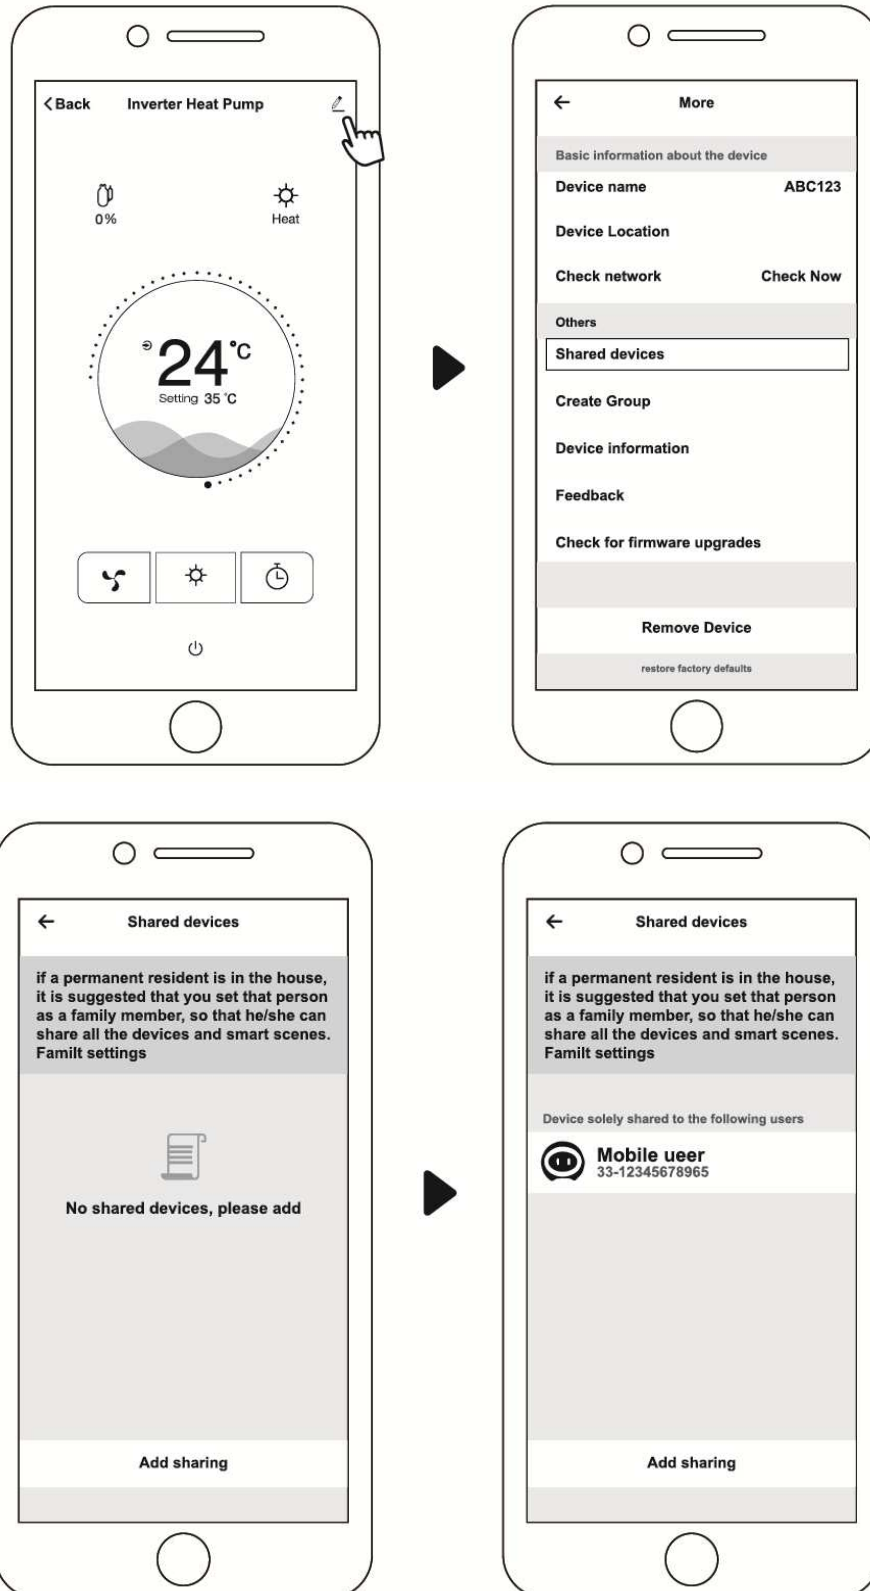 Back Inverter Heat Pump
0% Heat
24°C
Setting 35 °C
More
Basic information about the device
Device name ABC123
Device Location
Check network Check Now
Others
Shared devices
Create Group
Device information
Feedback
Check for firmware upgrades
Remove Device
restore factory defaults
Shared devices
if a permanent resident is in the house,
it is suggested that you set that person
as a family member, so that he/she can
share all the devices and smart scenes.
Familt settings
No shared devices, please add
Add sharing
Shared devices
if a permanent resident is in the house,
it is suggested that you set that person
as a family member, so that he/she can
share all the devices and smart scenes.
Familt settings
Device solely shared to the following users
Mobile ueer
33-12345678965
Add sharing